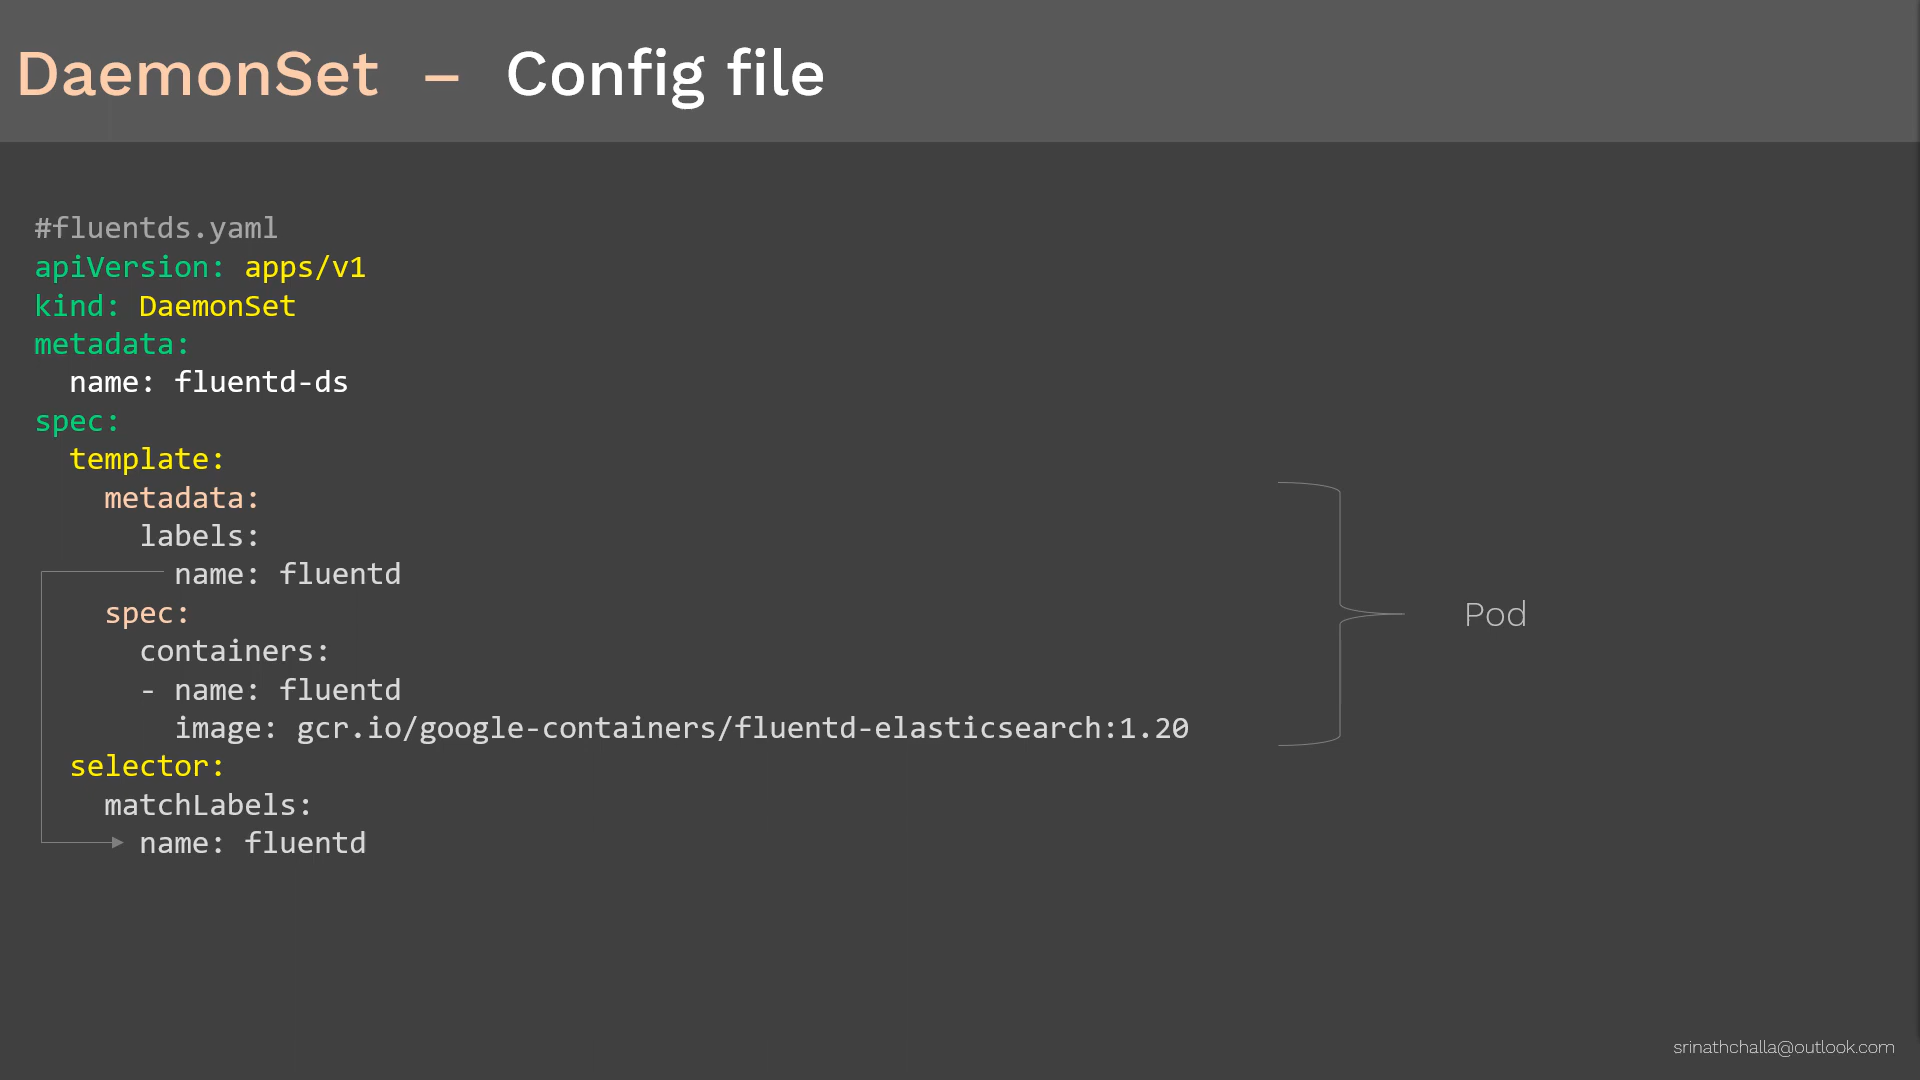 DaemonSet – Config file
#fluentds.yaml
apiVersion: apps/v1
kind: DaemonSet
metadata:
  name: fluentd-ds
spec:
  template:
    metadata:
      labels:
        name: fluentd
    spec:
      containers:
      - name: fluentd
        image: gcr.io/google-containers/fluentd-elasticsearch:1.20
  selector:
    matchLabels:
      name: fluentd
Pod
srinathchalla@outlook.com